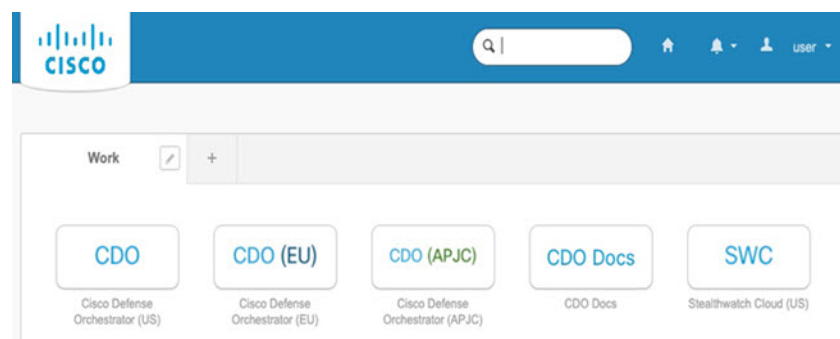 CISCO
user
Work
+
CDO
CDO (EU)
CDO (APJC)
CDO Docs
SWC
Cisco Defense
Orchestrator (US)
Cisco Defense
Orchestrator (EU)
Cisco Defense
Orchestrator (APJC)
CDO Docs
Stealthwatch Cloud (US)